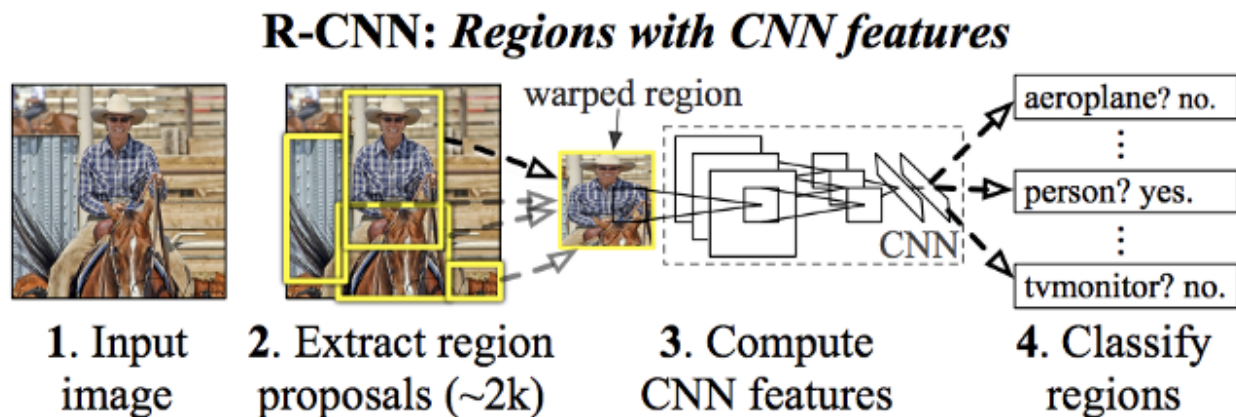 R-CNN: Regions with CNN features
warped region
aeroplane? no.
⋮
person? yes.
⋮
tvmonitor? no.
CNN
1. Input
image
2. Extract region
proposals (~2k)
3. Compute
CNN features
4. Classify
regions